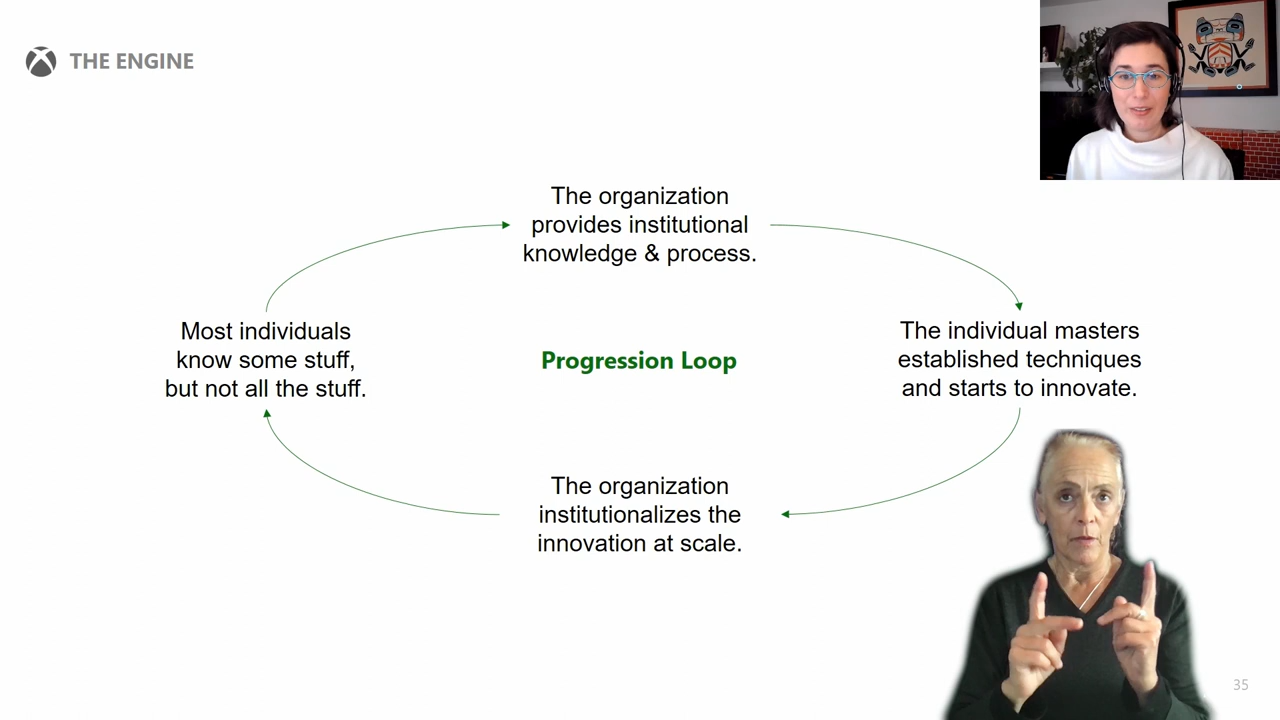 THE ENGINE
The organization
provides institutional
knowledge & process.
Most individuals
know some stuff,
but not all the stuff.
Progression Loop
The individual masters
established techniques
and starts to innovate.
The organization
institutionalizes the
innovation at scale.
35